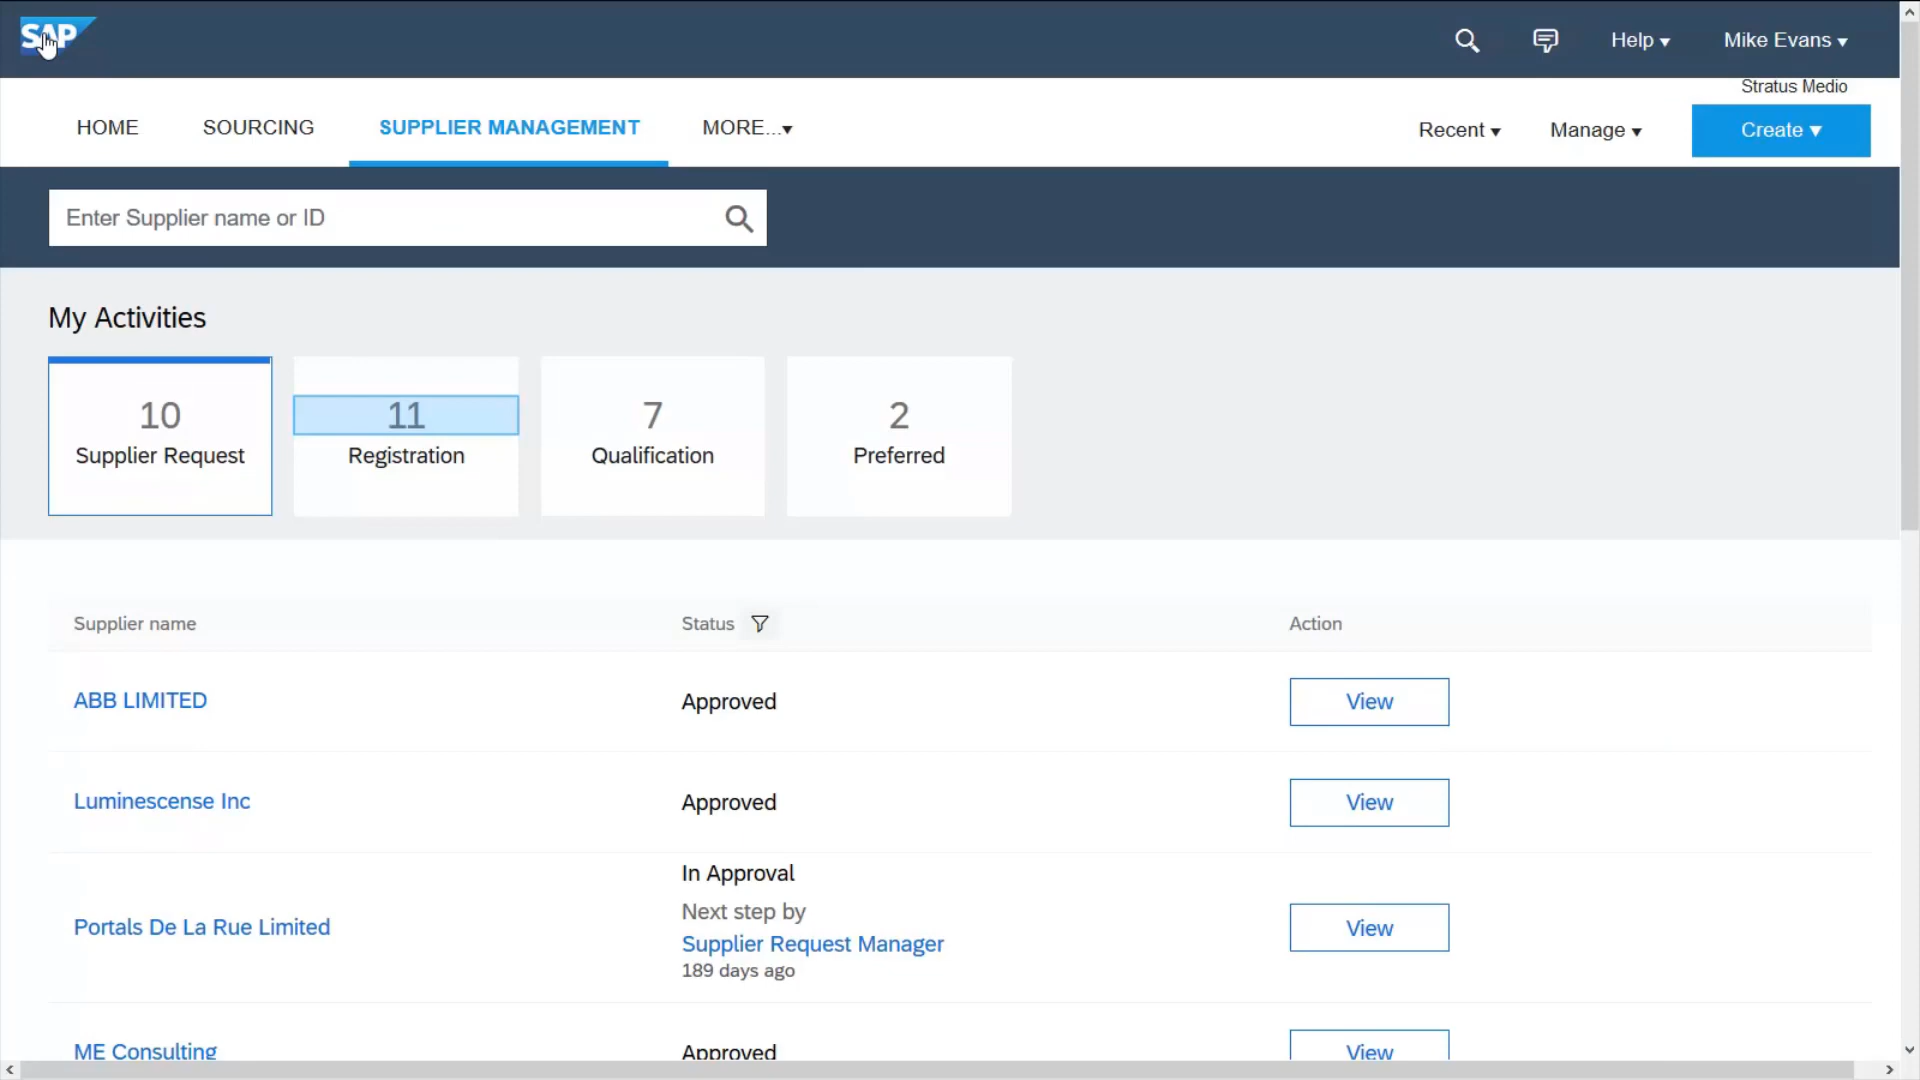 SAP
Help ▾
Mike Evans ▾
Stratus Medio
HOME
SOURCING
SUPPLIER MANAGEMENT
MORE...▾
Recent ▾
Manage ▾
Create ▾
Enter Supplier name or ID
My Activities
10
Supplier Request
11
Registration
7
Qualification
2
Preferred
Supplier name
Status
Action
ABB LIMITED
Approved
View
Luminescense Inc
Approved
View
Portals De La Rue Limited
In Approval
Next step by
Supplier Request Manager
189 days ago
View
ME Consulting
Approved
View